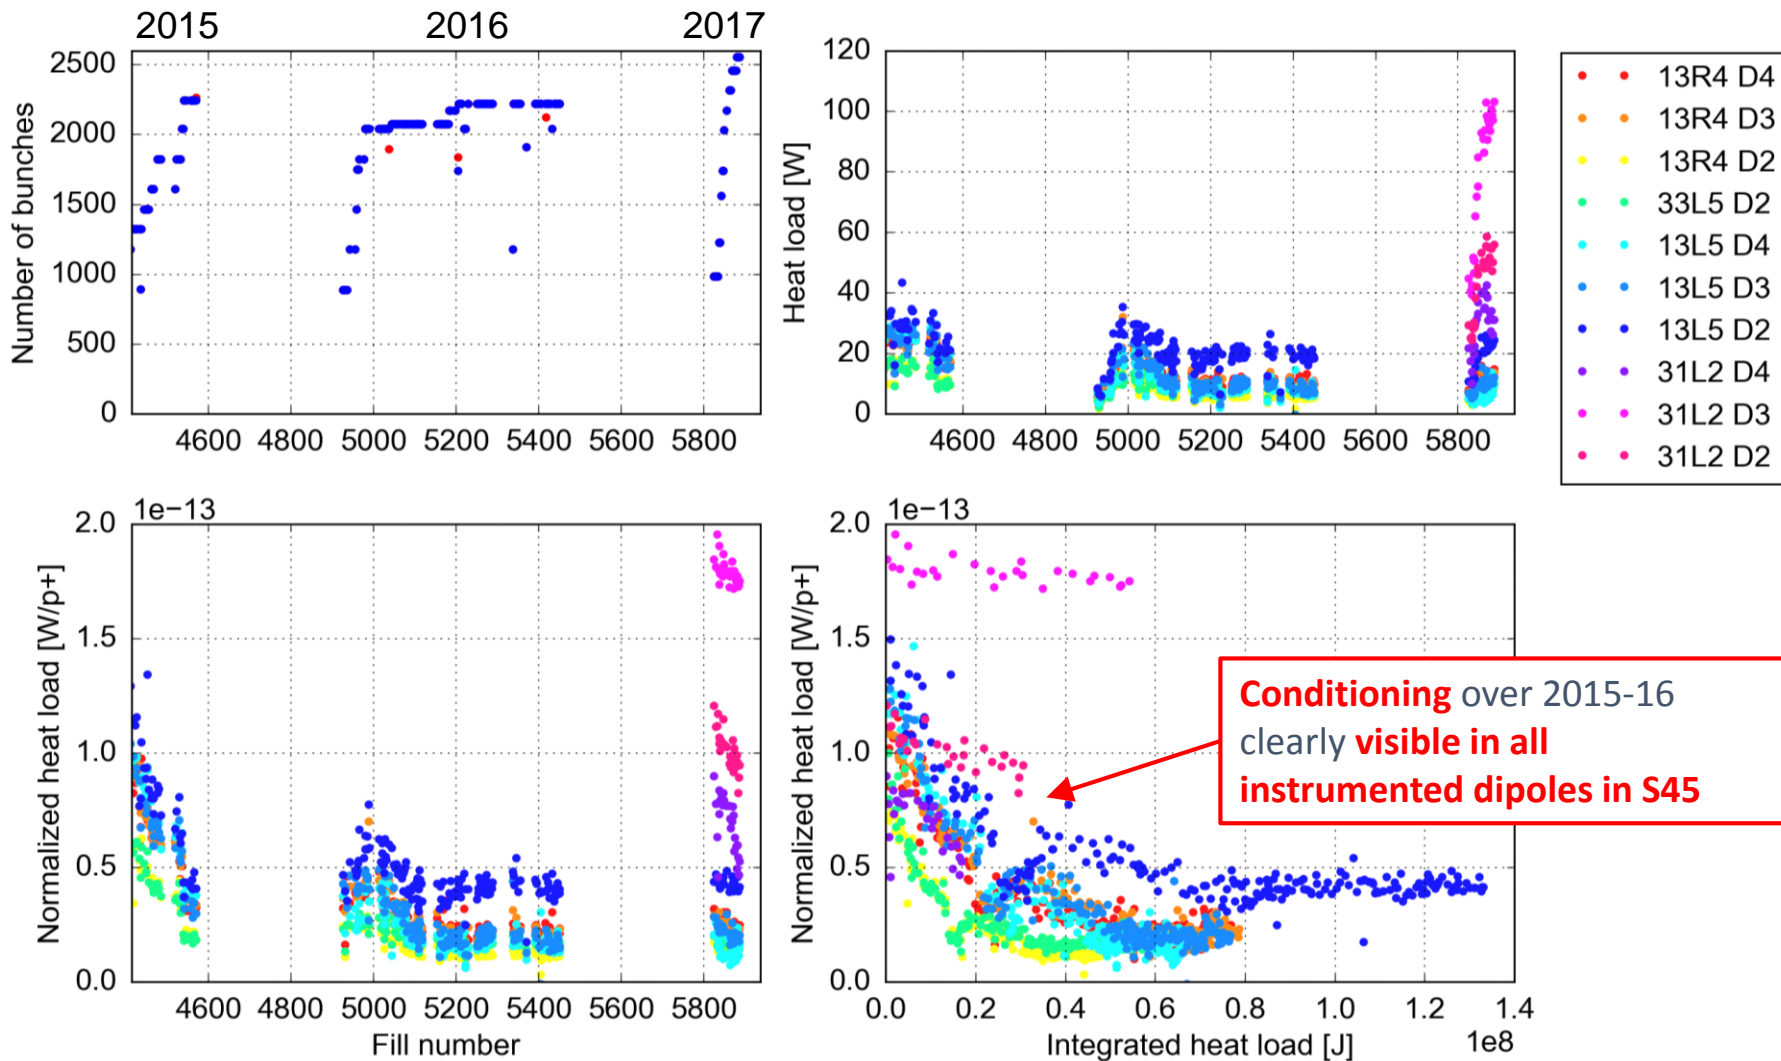 2015 2016 2017
Number of bunches
2500
2000
1500
1000
500
0
4600 4800 5000 5200 5400 5600 5800
Heat load [W]
120
100
80
60
40
20
0
4600 4800 5000 5200 5400 5600 5800
13R4 D4
13R4 D3
13R4 D2
33L5 D2
13L5 D4
13L5 D3
13L5 D2
31L2 D4
31L2 D3
31L2 D2
1e−13
Normalized heat load [W/p+]
2.0
1.5
1.0
0.5
0.0
4600 4800 5000 5200 5400 5600 5800
Fill number
1e−13
Normalized heat load [W/p+]
2.0
1.5
1.0
0.5
0.0
0.0 0.2 0.4 0.6 0.8 1.0 1.2 1.4
Integrated heat load [J]
1e8
Conditioning over 2015-16
clearly visible in all
instrumented dipoles in S45